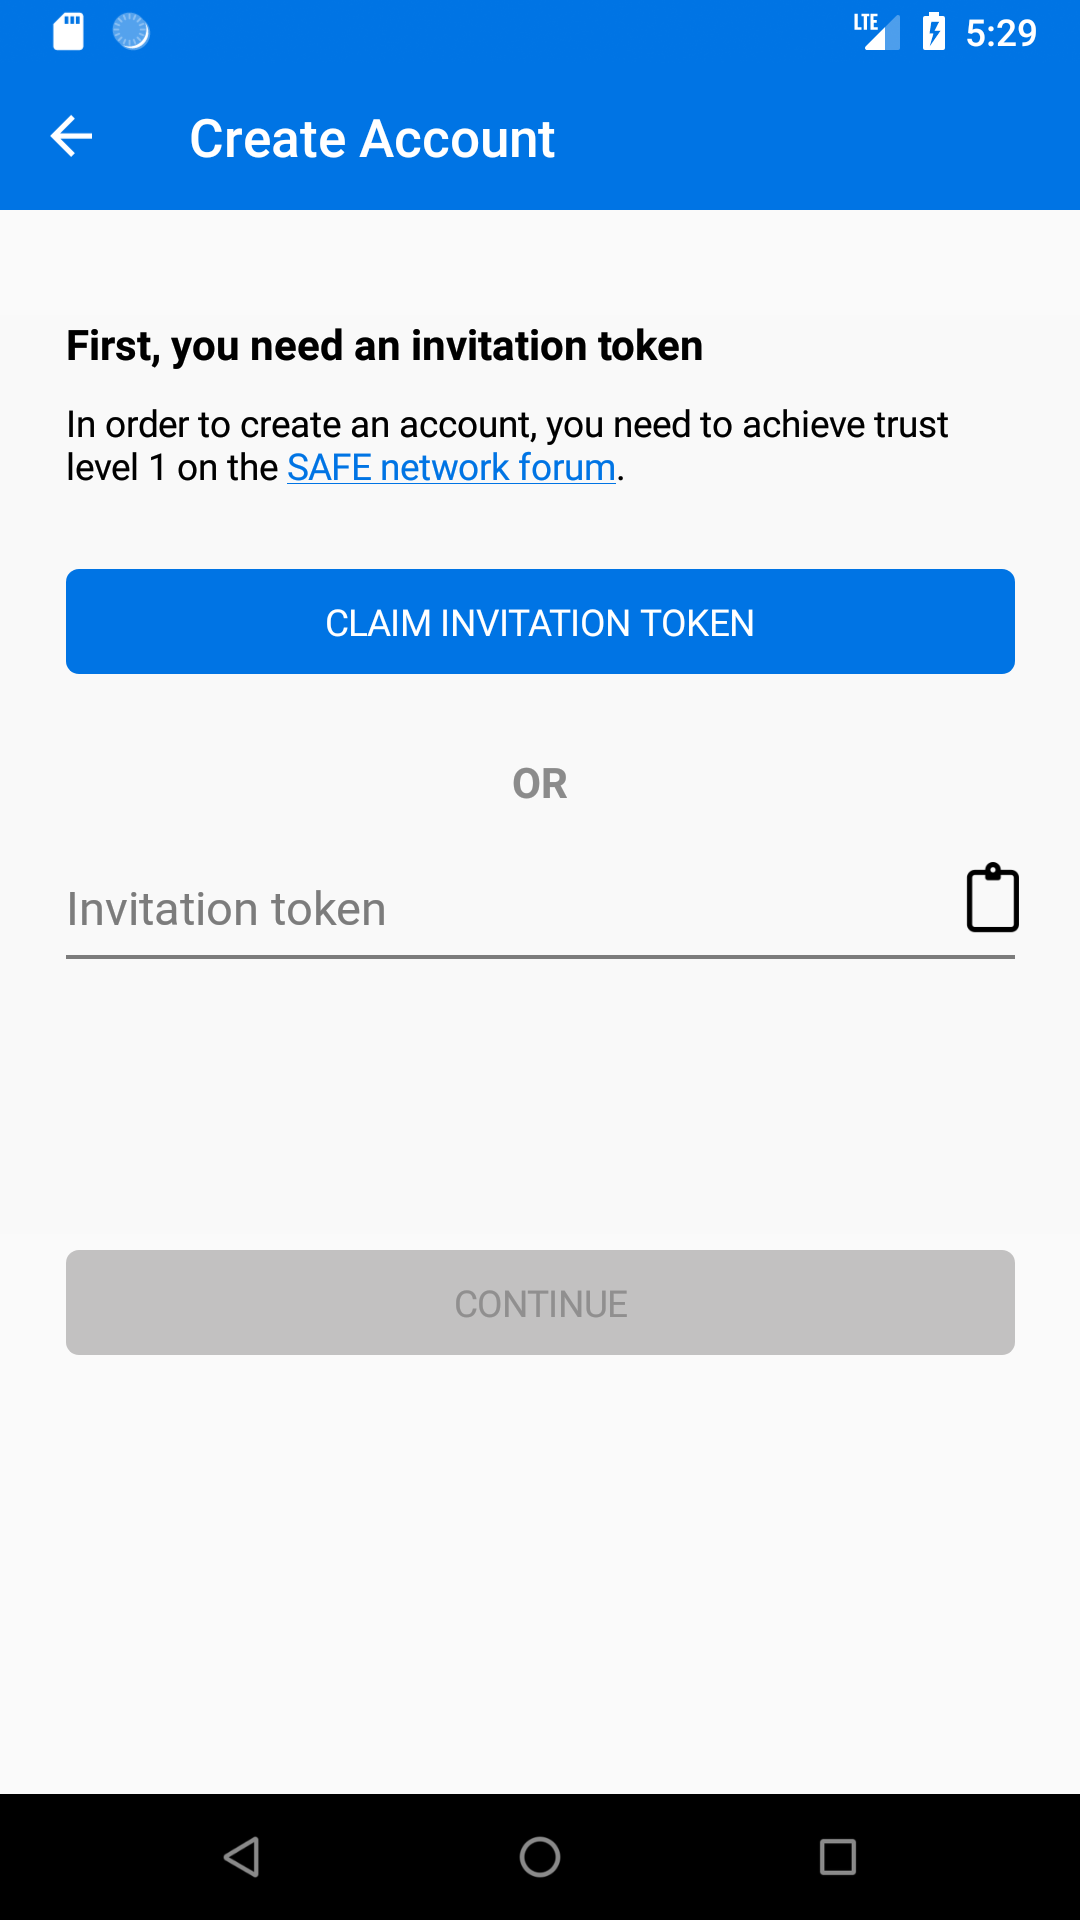 LTE 5:29
Create Account
First, you need an invitation token
In order to create an account, you need to achieve trust
level 1 on the SAFE network forum.
CLAIM INVITATION TOKEN
OR
Invitation token
CONTINUE